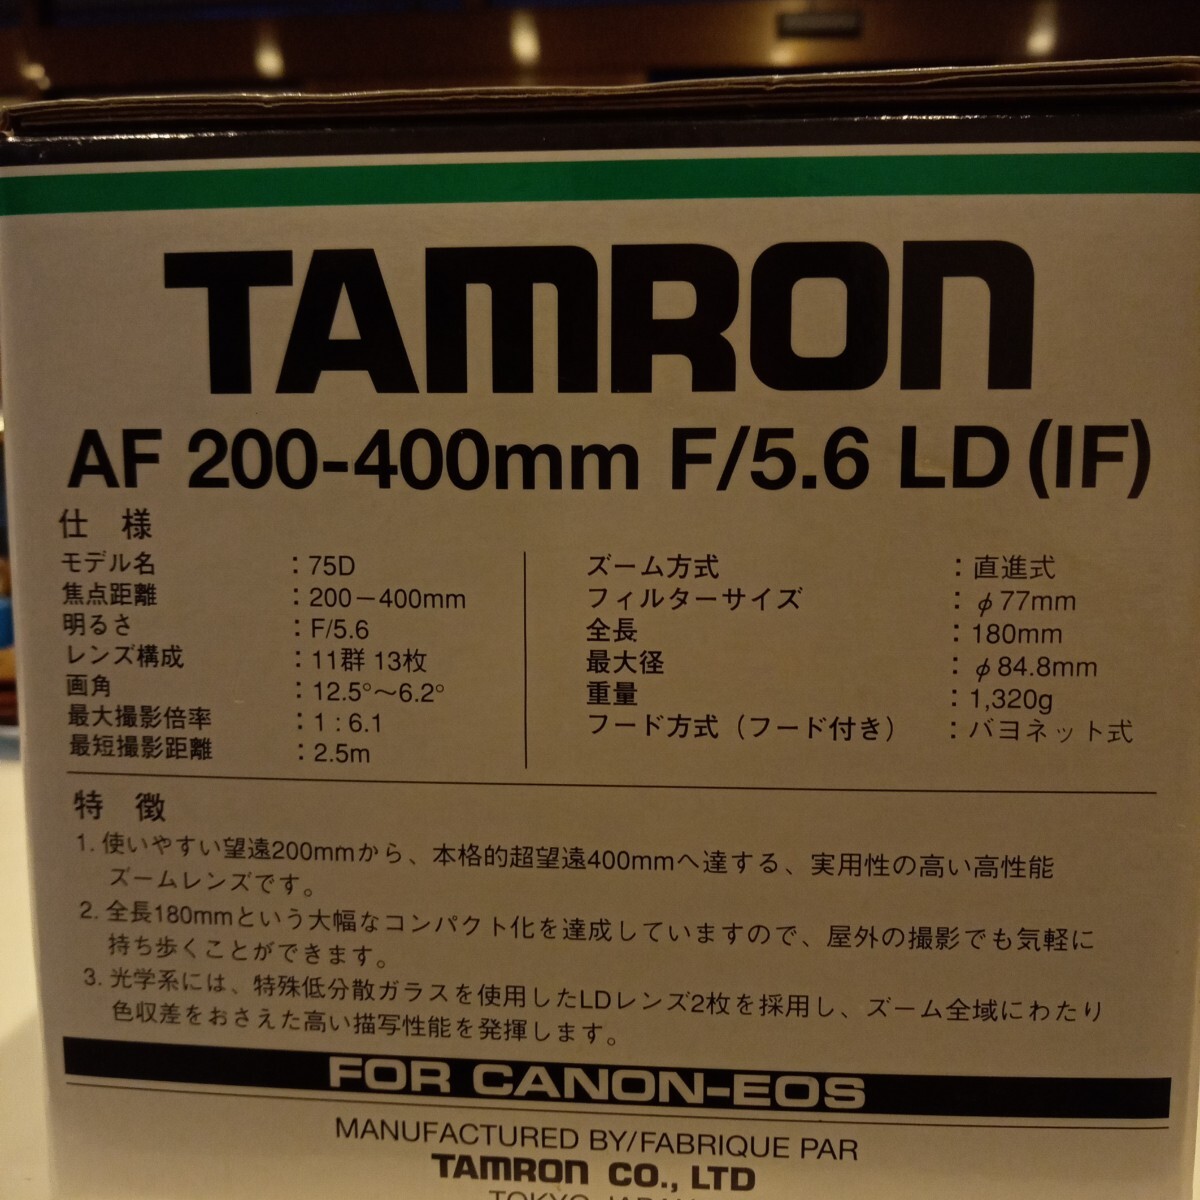 TAMRON
AF 200-400mm F/5.6 LD (IF)
仕 様
モデル名 : 75D
焦点距離 : 200-400mm
明るさ : F/5.6
レンズ構成 : 11群 13枚
画角 : 12.5°～6.2°
最大撮影倍率 : 1 : 6.1
最短撮影距離 : 2.5m
ズーム方式 : 直進式
フィルターサイズ : φ77mm
全長 : 180mm
最大径 : φ84.8mm
重量 : 1,320g
フード方式（フード付き） : バヨネット式
特 徴
1. 使いやすい望遠200mmから、本格的超望遠400mmへ達する、実用性の高い高性能
ズームレンズです。
2. 全長180mmという大幅なコンパクト化を達成していますので、屋外の撮影でも気軽に
持ち歩くことができます。
3. 光学系には、特殊低分散ガラスを使用したLDレンズ2枚を採用し、ズーム全域にわたり
色収差をおさえた高い描写性能を発揮します。
FOR CANON-EOS
MANUFACTURED BY/FABRIQUE PAR
TAMRON CO., LTD
TOKYO JAPAN